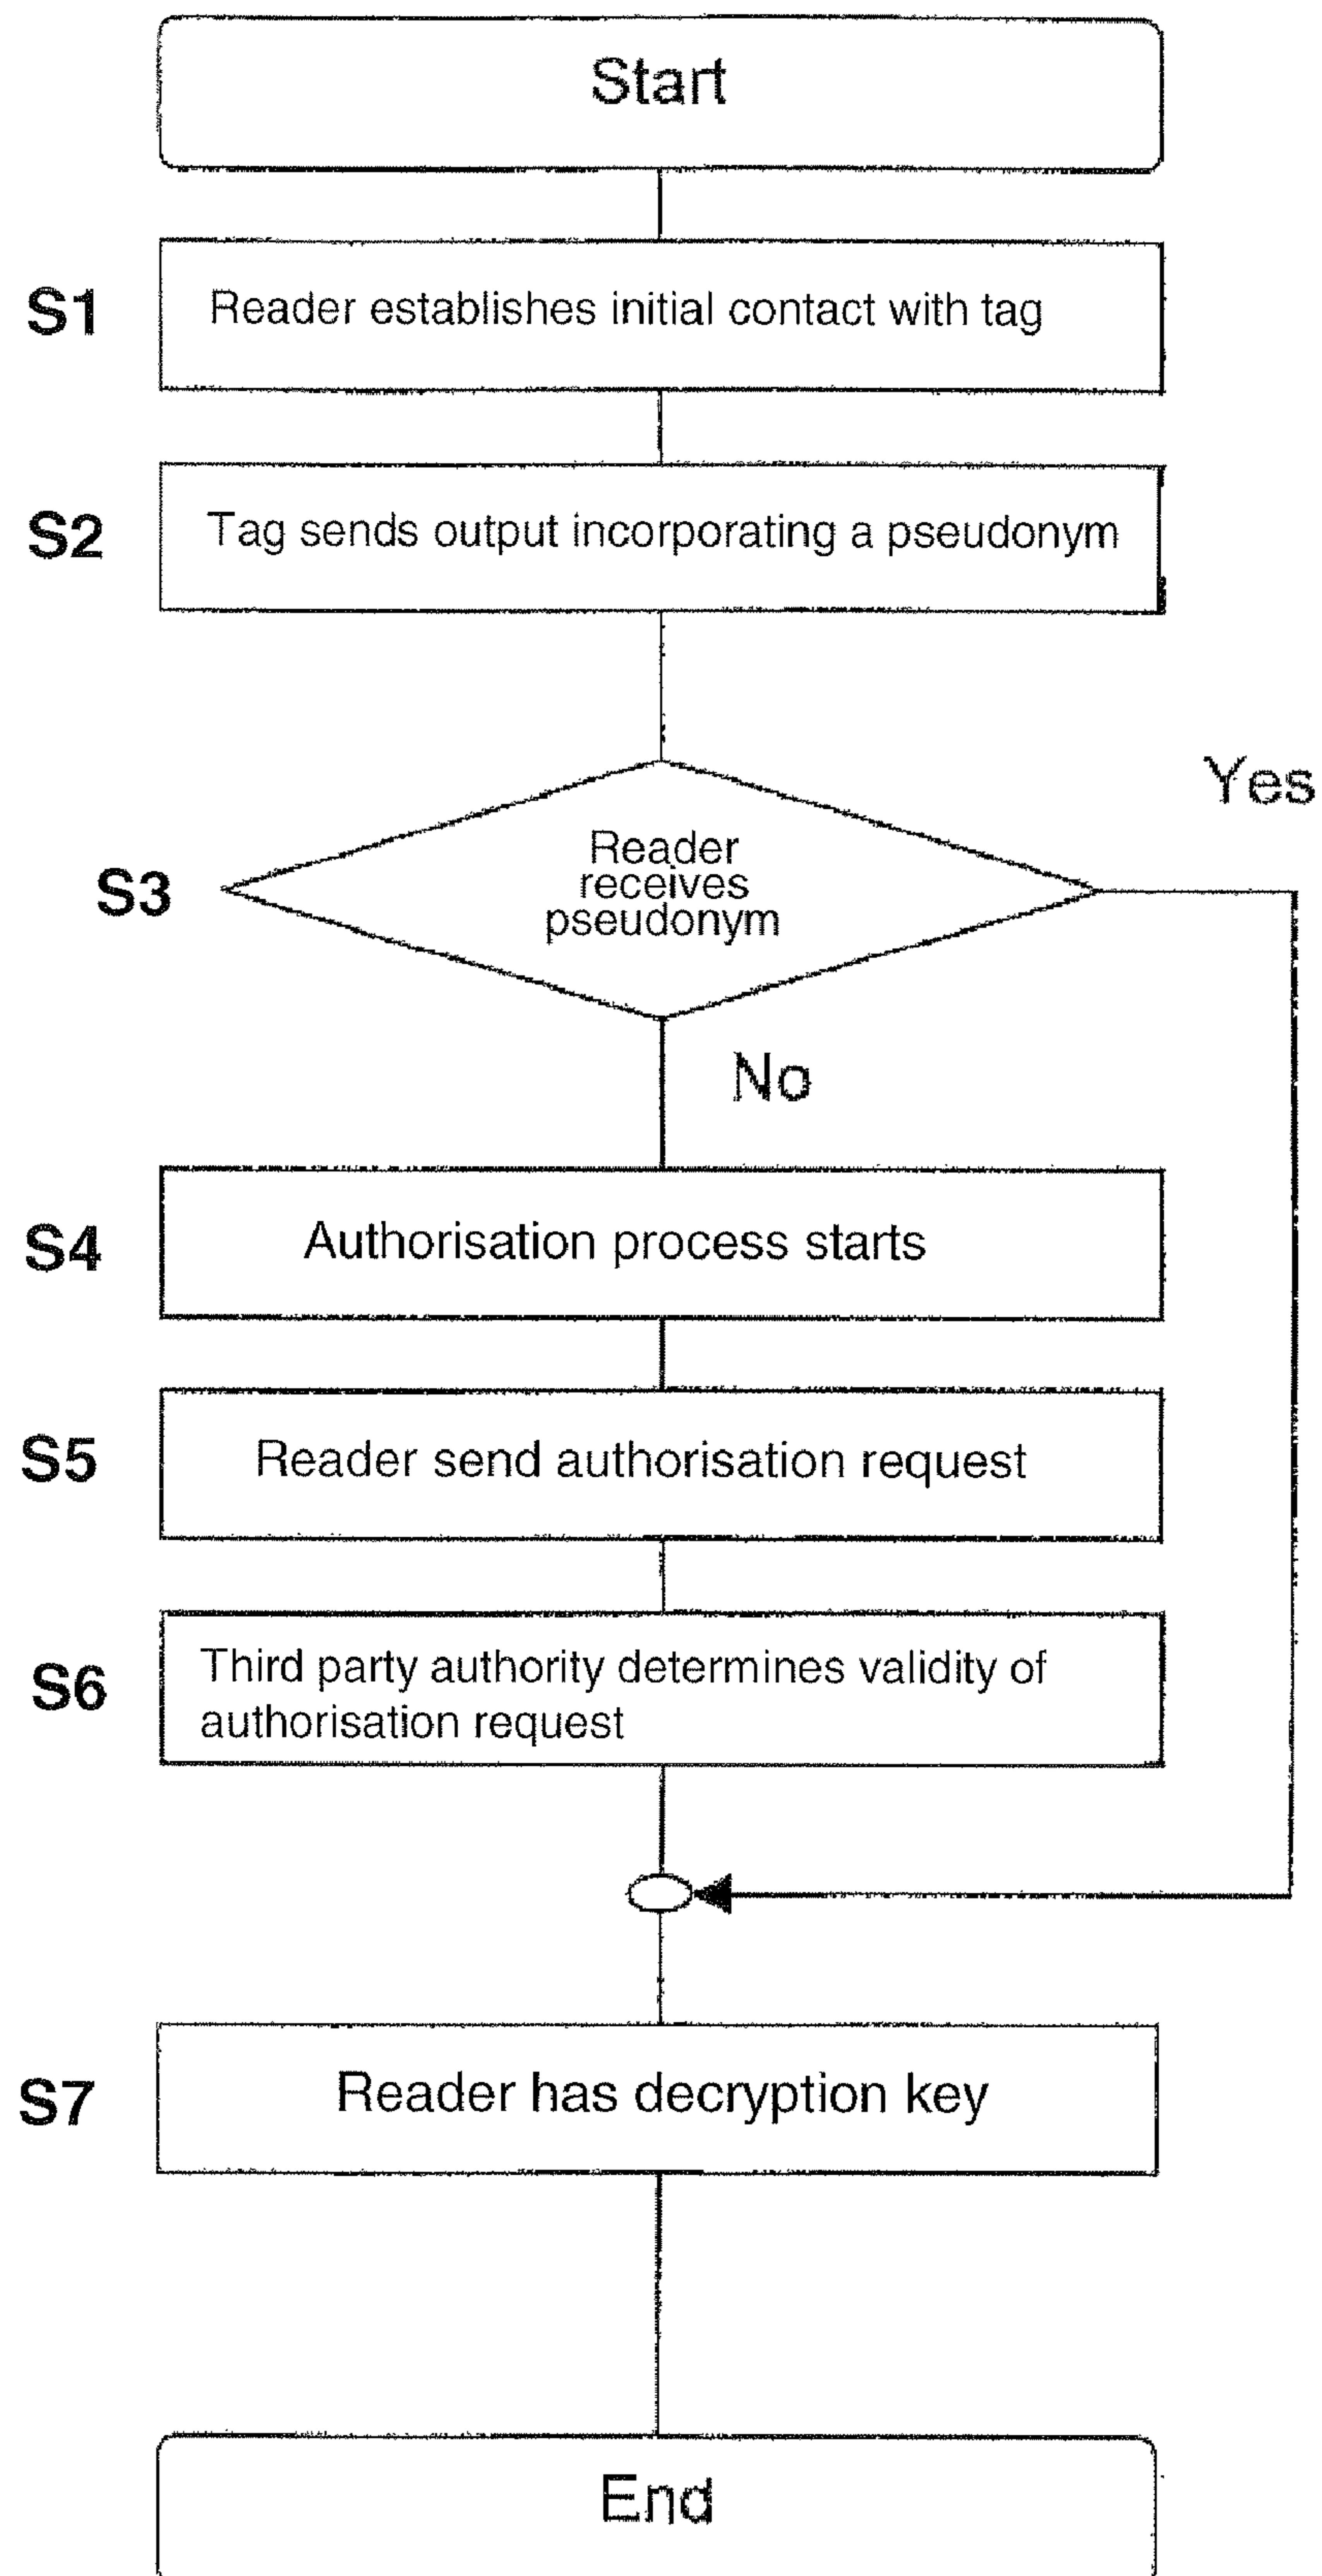 Start
S1
Reader establishes initial contact with tag
S2
Tag sends output incorporating a pseudonym
Yes
S3
Reader
receives
pseudonym
No
S4
Authorisation process starts
S5
Reader send authorisation request
S6
Third party authority determines validity of
authorisation request
S7
Reader has decryption key
End